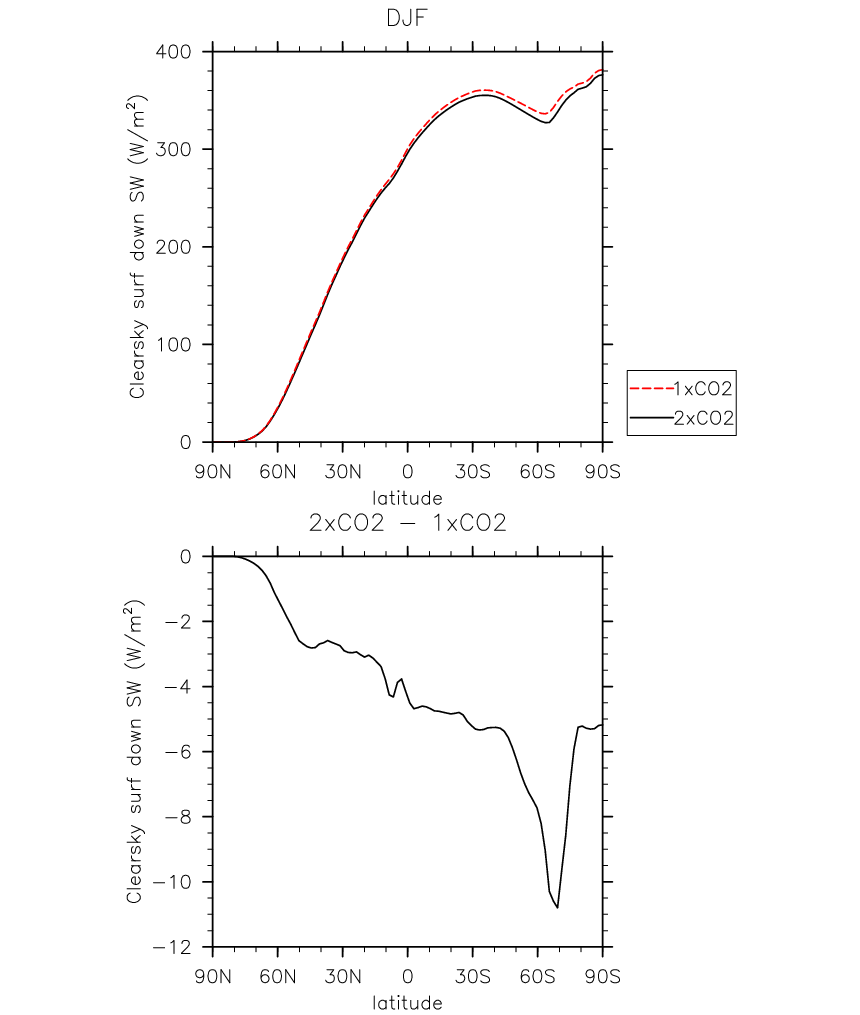 DJF
Clearsky surf down SW (W/m²)
400
300
200
100
0
90N 60N 30N 0 30S 60S 90S
latitude
1xCO2
2xCO2
2xCO2 − 1xCO2
Clearsky surf down SW (W/m²)
0
−2
−4
−6
−8
−10
−12
90N 60N 30N 0 30S 60S 90S
latitude